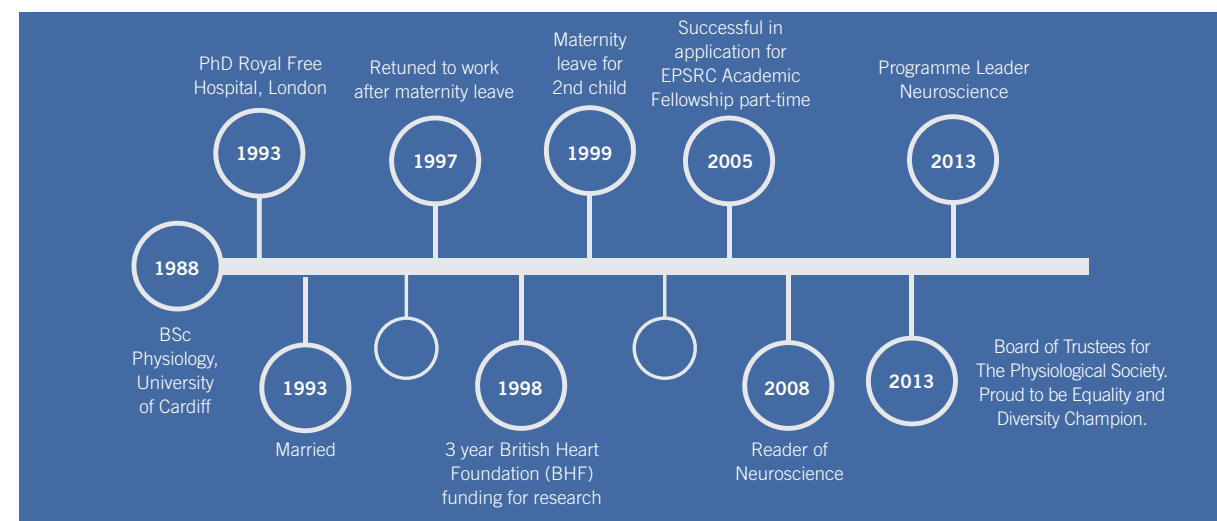 1988
BSc
Physiology,
University
of Cardiff
PhD Royal Free
Hospital, London
1993
1993
Married
Retuned to work
after maternity leave
1997
1998
3 year British Heart
Foundation (BHF)
funding for research
Maternity
leave for
2nd child
1999
Successful in
application for
EPSRC Academic
Fellowship part-time
2005
2008
Reader of
Neuroscience
2013
Board of Trustees for
The Physiological Society.
Proud to be Equality and
Diversity Champion.
Programme Leader
Neuroscience
2013